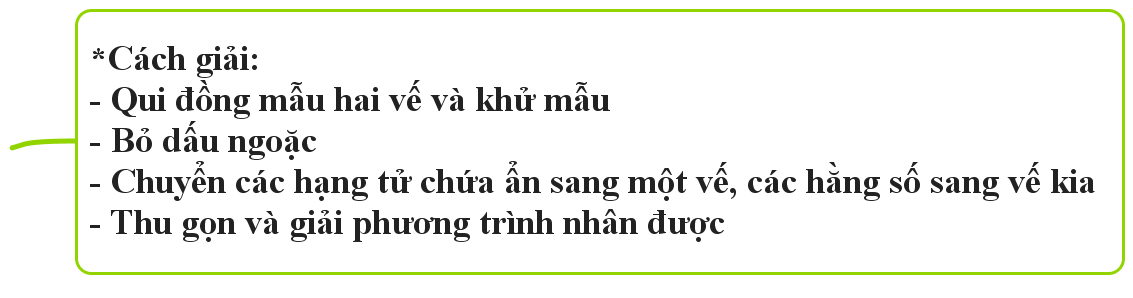 *Cách giải:
- Qui đồng mẫu hai vế và khử mẫu
- Bỏ dấu ngoặc
- Chuyển các hạng tử chứa ẩn sang một vế, các hằng số sang vế kia
- Thu gọn và giải phương trình nhân được